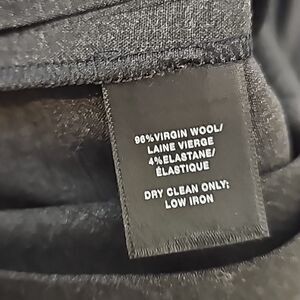 96%VIRGIN WOOL/
LAINE VIERGE
4%ELASTANE/
ÉLASTIQUE
DRY CLEAN ONLY;
LOW IRON